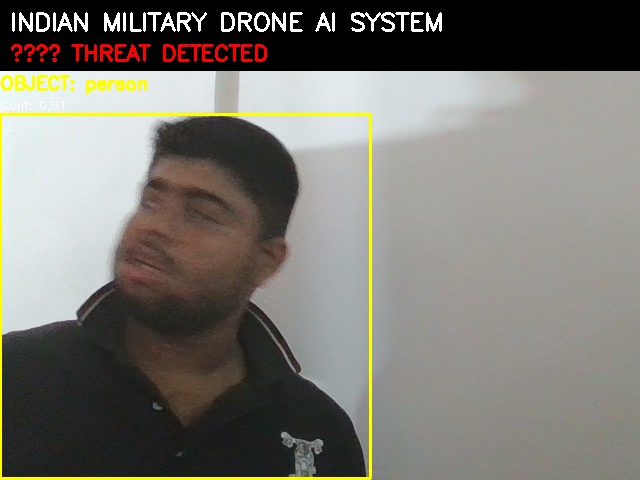 INDIAN MILITARY DRONE AI SYSTEM
???? THREAT DETECTED
OBJECT: person
Conf: 0.91